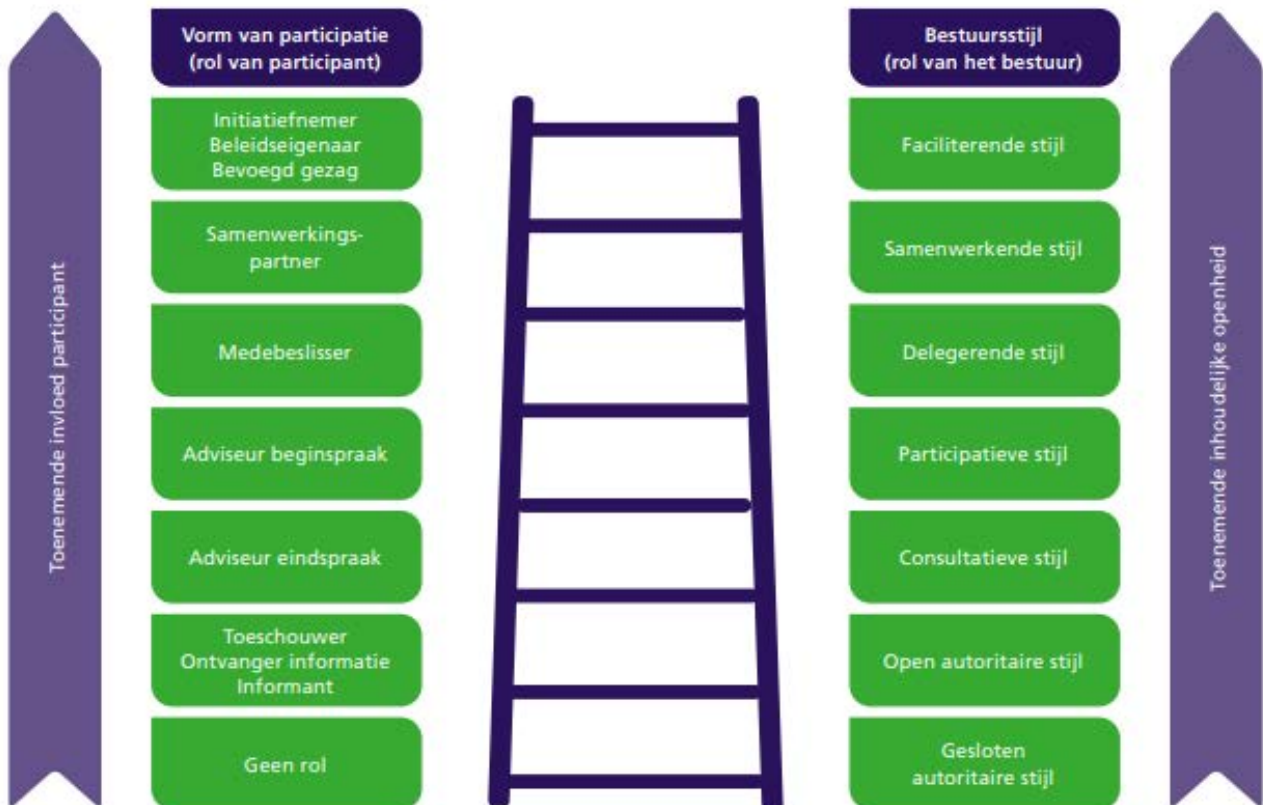 Vorm van participatie
(rol van participant)
Bestuursstijl
(rol van het bestuur)
Initiatiefnemer
Beleidseigenaar
Bevoegd gezag
Faciliterende stijl
Samenwerkings-
partner
Samenwerkende stijl
Medebeslisser
Delegerende stijl
Adviseur beginspraak
Participatieve stijl
Adviseur eindspraak
Consultatieve stijl
Toeschouwer
Ontvanger informatie
Informant
Open autoritaire stijl
Geen rol
Gesloten
autoritaire stijl
Toenemende invloed participant
Toenemende inhoudelijke openheid